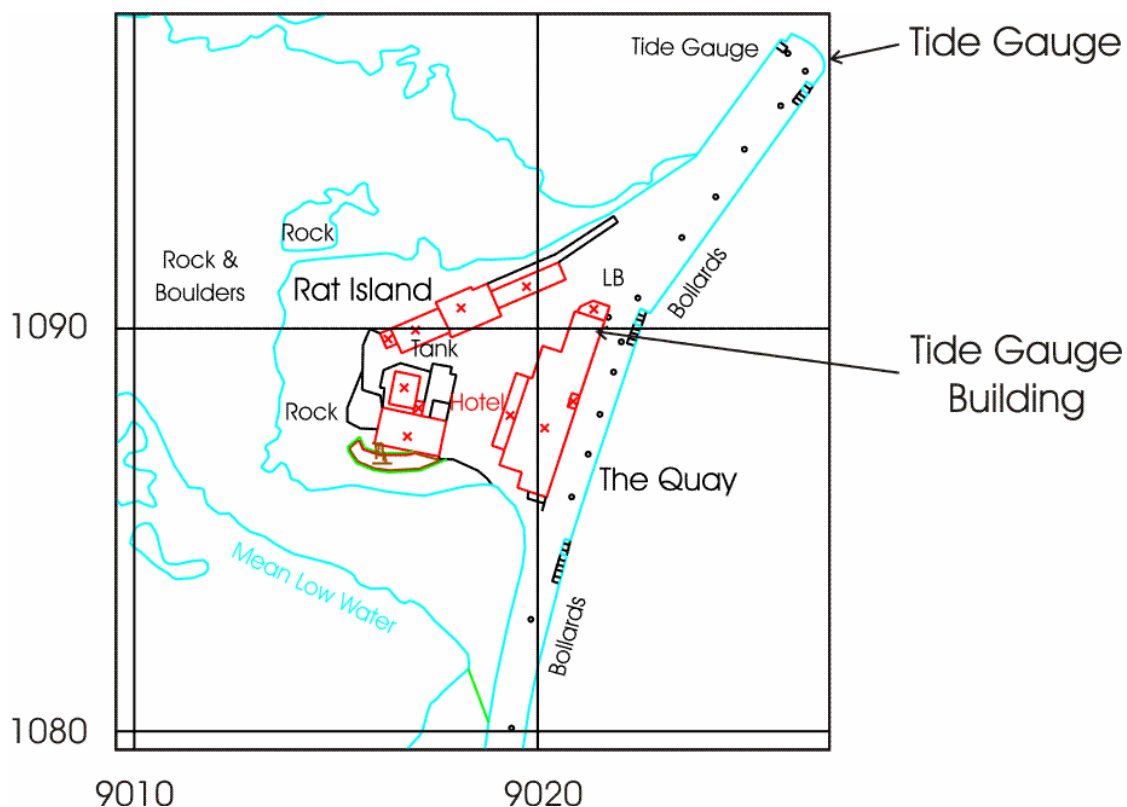 Tide Gauge
Tide Gauge
Rock
Rock &
Boulders
Rat Island
LB
Bollards
1090
Tank
Tide Gauge
Building
Hotel
Rock
The Quay
Mean Low Water
Bollards
1080
9010
9020